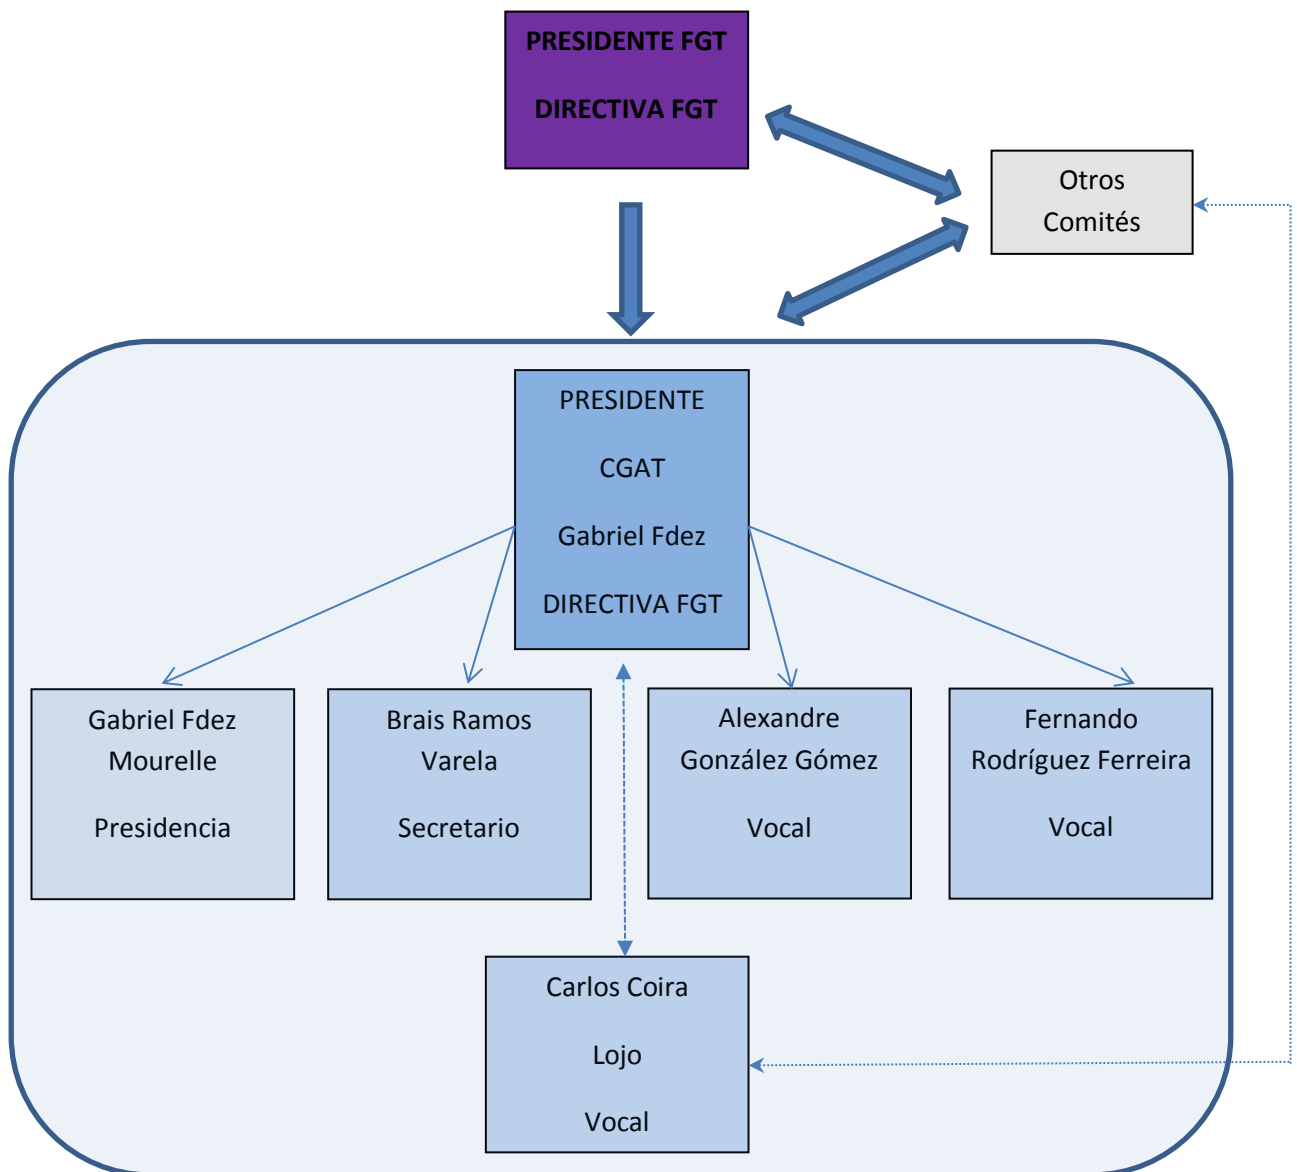 PRESIDENTE FGT
DIRECTIVA FGT
Otros
Comités
PRESIDENTE
CGAT
Gabriel Fdez
DIRECTIVA FGT
Gabriel Fdez
Mourelle
Presidencia
Brais Ramos
Varela
Secretario
Alexandre
González Gómez
Vocal
Fernando
Rodríguez Ferreira
Vocal
Carlos Coira
Lojo
Vocal